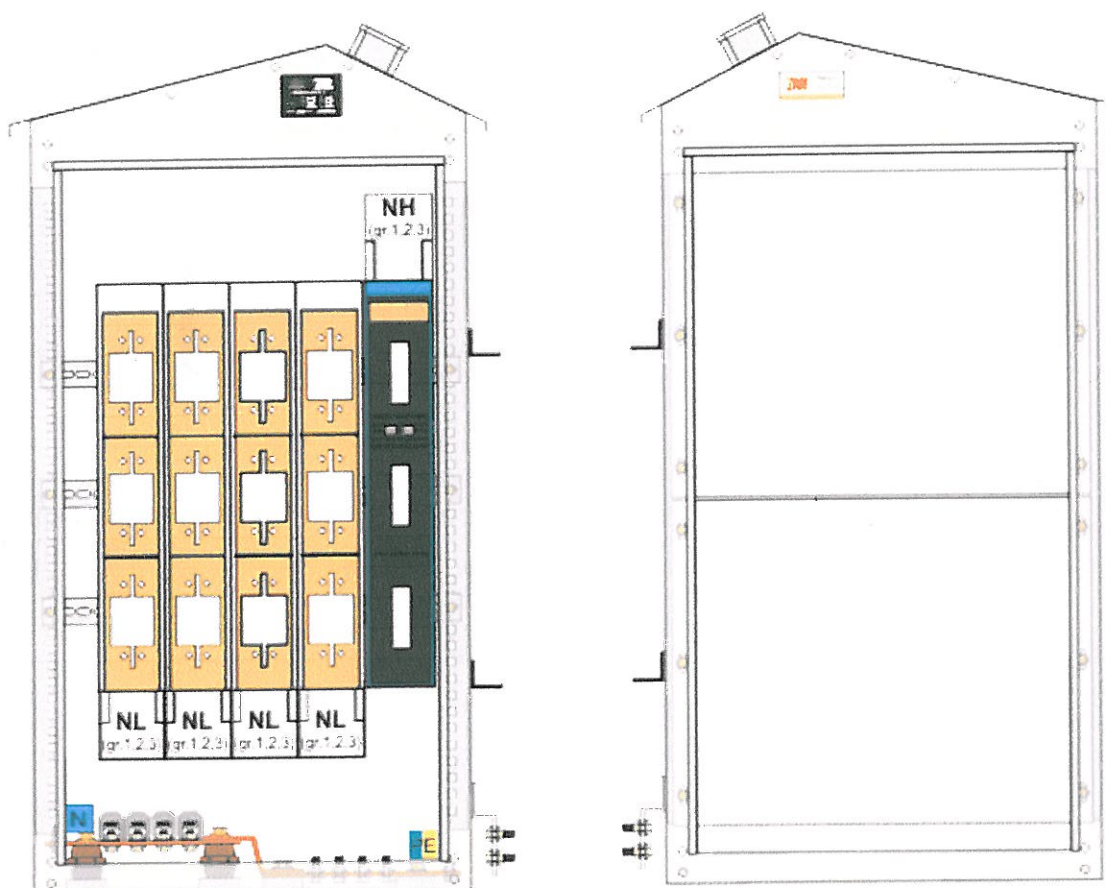 NH
(gr.1,2,3)
NL NL NL NL
(gr.1,2,3) (gr.1,2,3) (gr.1,2,3) (gr.1,2,3)
N
PE